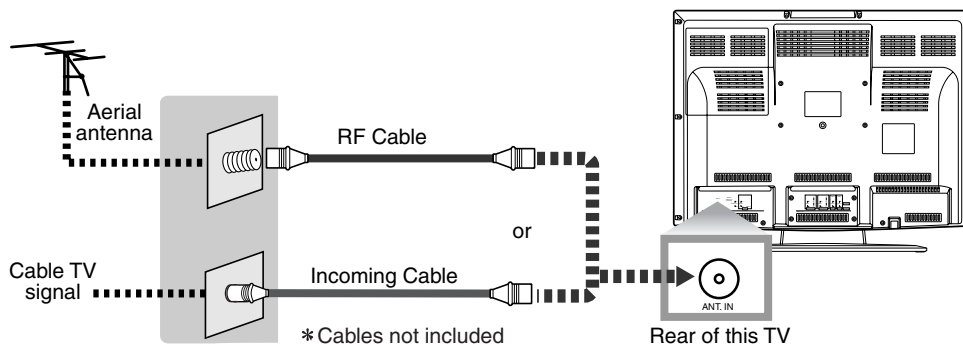 Aerial
antenna
RF Cable
or
Cable TV
signal
Incoming Cable
* Cables not included
ANT. IN
Rear of this TV